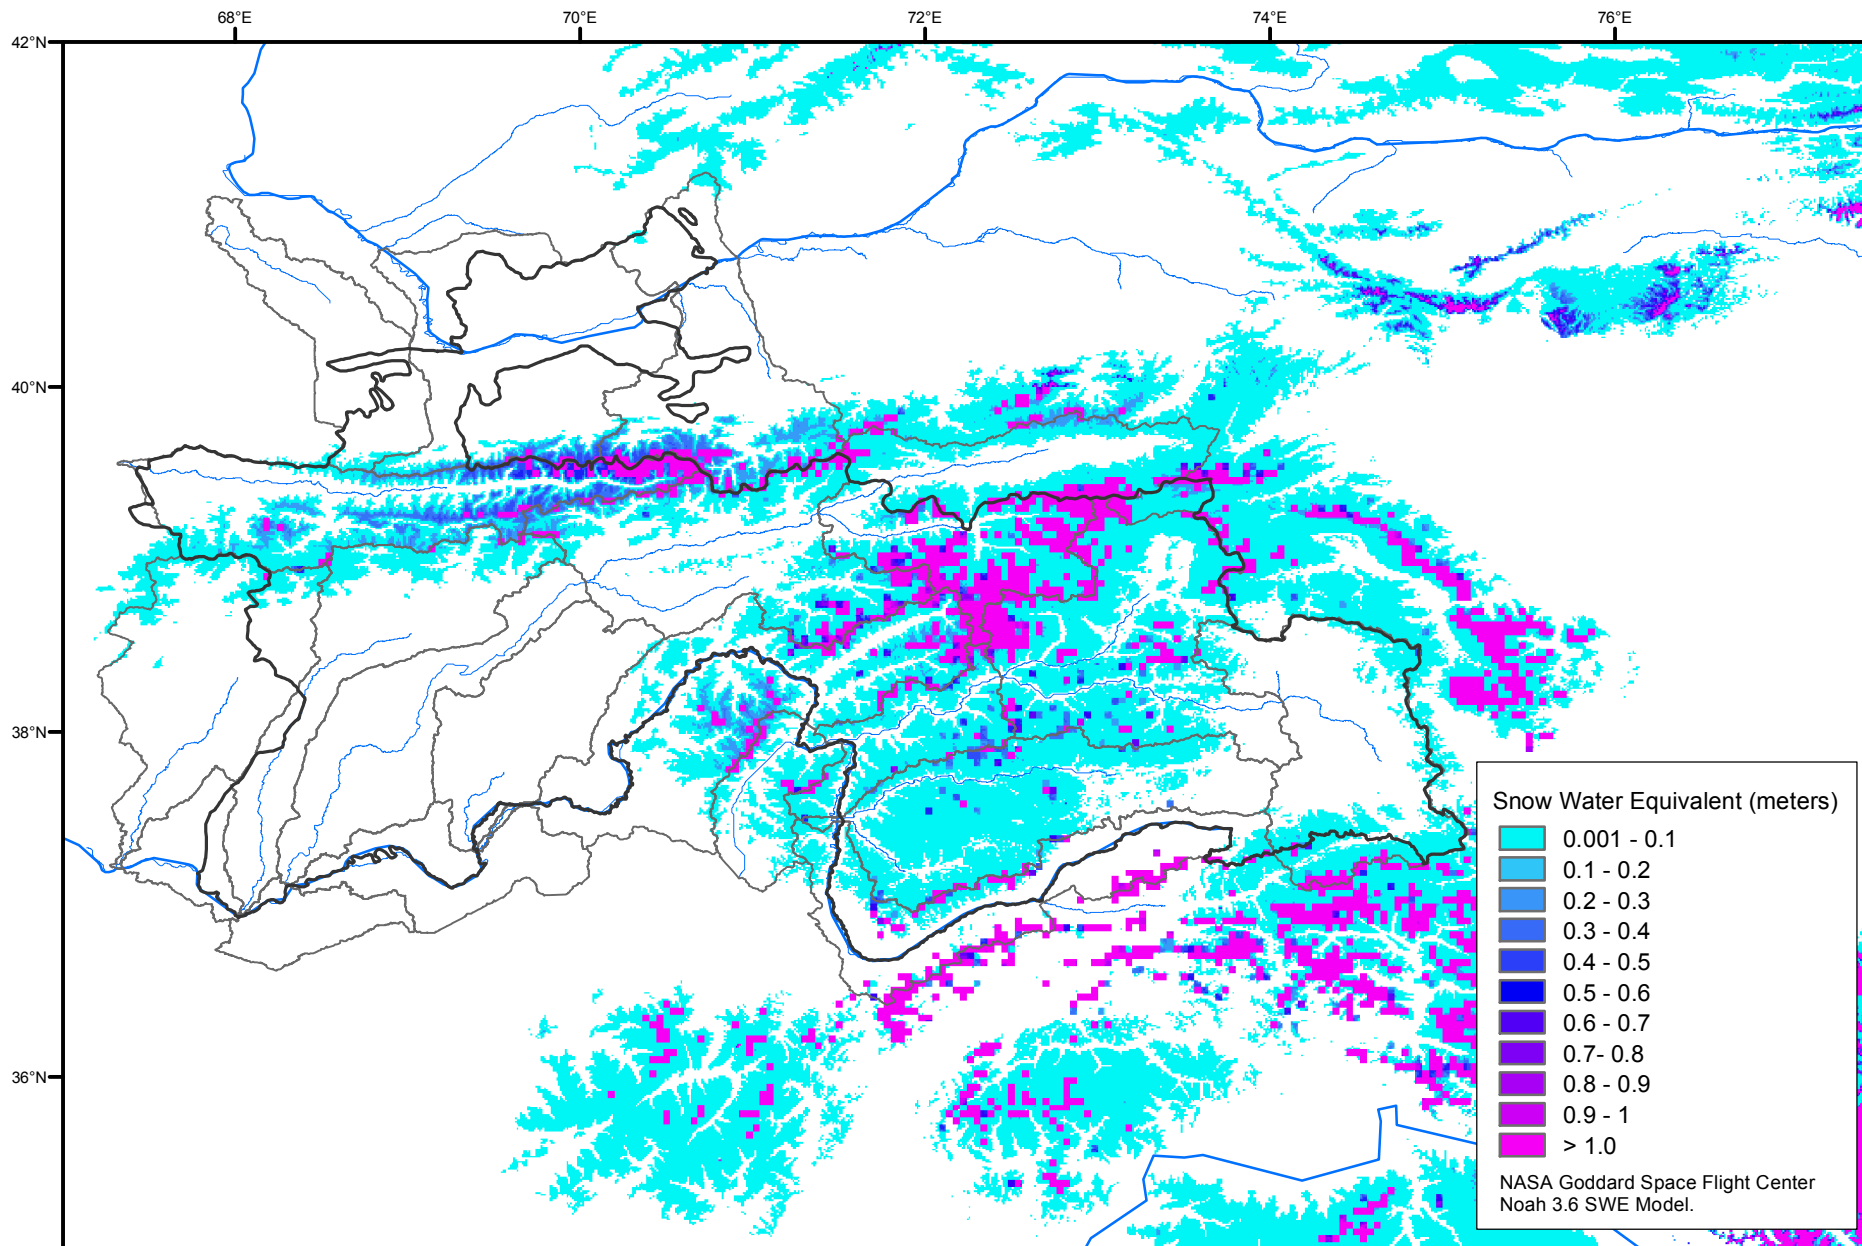 68°E
70°E
72°E
74°E
76°E
42°N
40°N
38°N
36°N
Snow Water Equivalent (meters)
0.001 - 0.1
0.1 - 0.2
0.2 - 0.3
0.3 - 0.4
0.4 - 0.5
0.5 - 0.6
0.6 - 0.7
0.7- 0.8
0.8 - 0.9
0.9 - 1
> 1.0
NASA Goddard Space Flight Center
Noah 3.6 SWE Model.